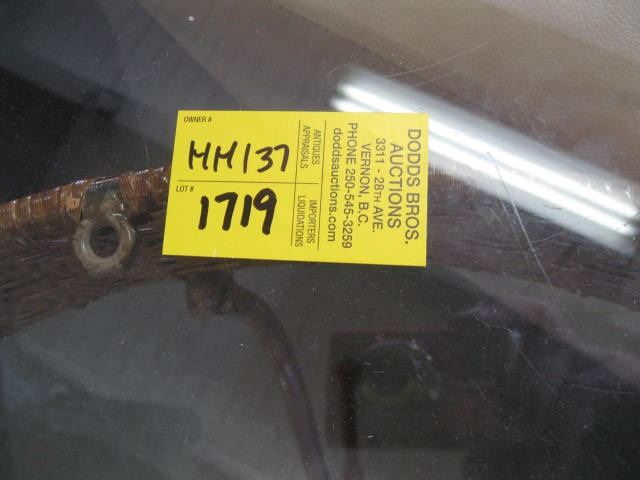 OWNER #
MM137
LOT #
1719
ANTIQUES
APPRAISALS
IMPORTERS
LIQUIDATIONS
DODDS BROS.
AUCTIONS
3311 - 28TH AVE.
VERNON, B.C.
PHONE 250-545-3259
doddsauctions.com